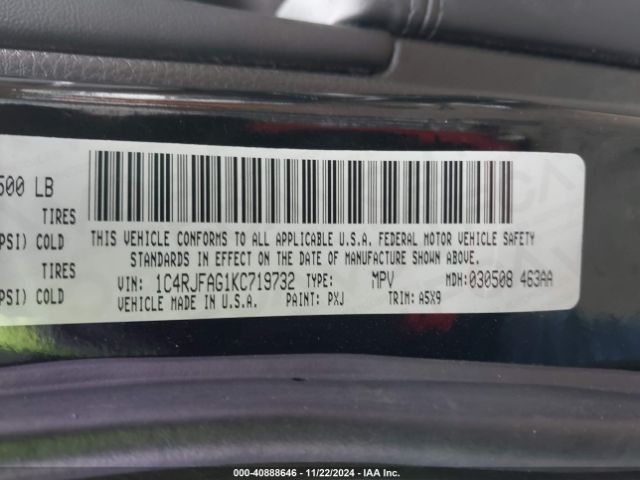 500 LB
TIRES
PSI) COLD
TIRES
PSI) COLD
THIS VEHICLE CONFORMS TO ALL APPLICABLE U.S.A. FEDERAL MOTOR VEHICLE SAFETY
STANDARDS IN EFFECT ON THE DATE OF MANUFACTURE SHOWN ABOVE.
VIN: 1C4RJFAG1KC719732 TYPE: MPV MDH:030508 463AA
VEHICLE MADE IN U.S.A. PAINT: PXJ TRIM: A5X9
000-40888646 - 11/22/2024 - IAA Inc.